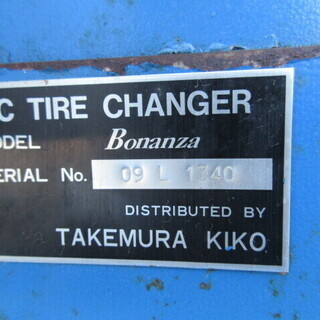 C TIRE CHANGER
ODEL Bonanza
ERIAL No. 09 L 1340
DISTRIBUTED BY
TAKEMURA KIKO